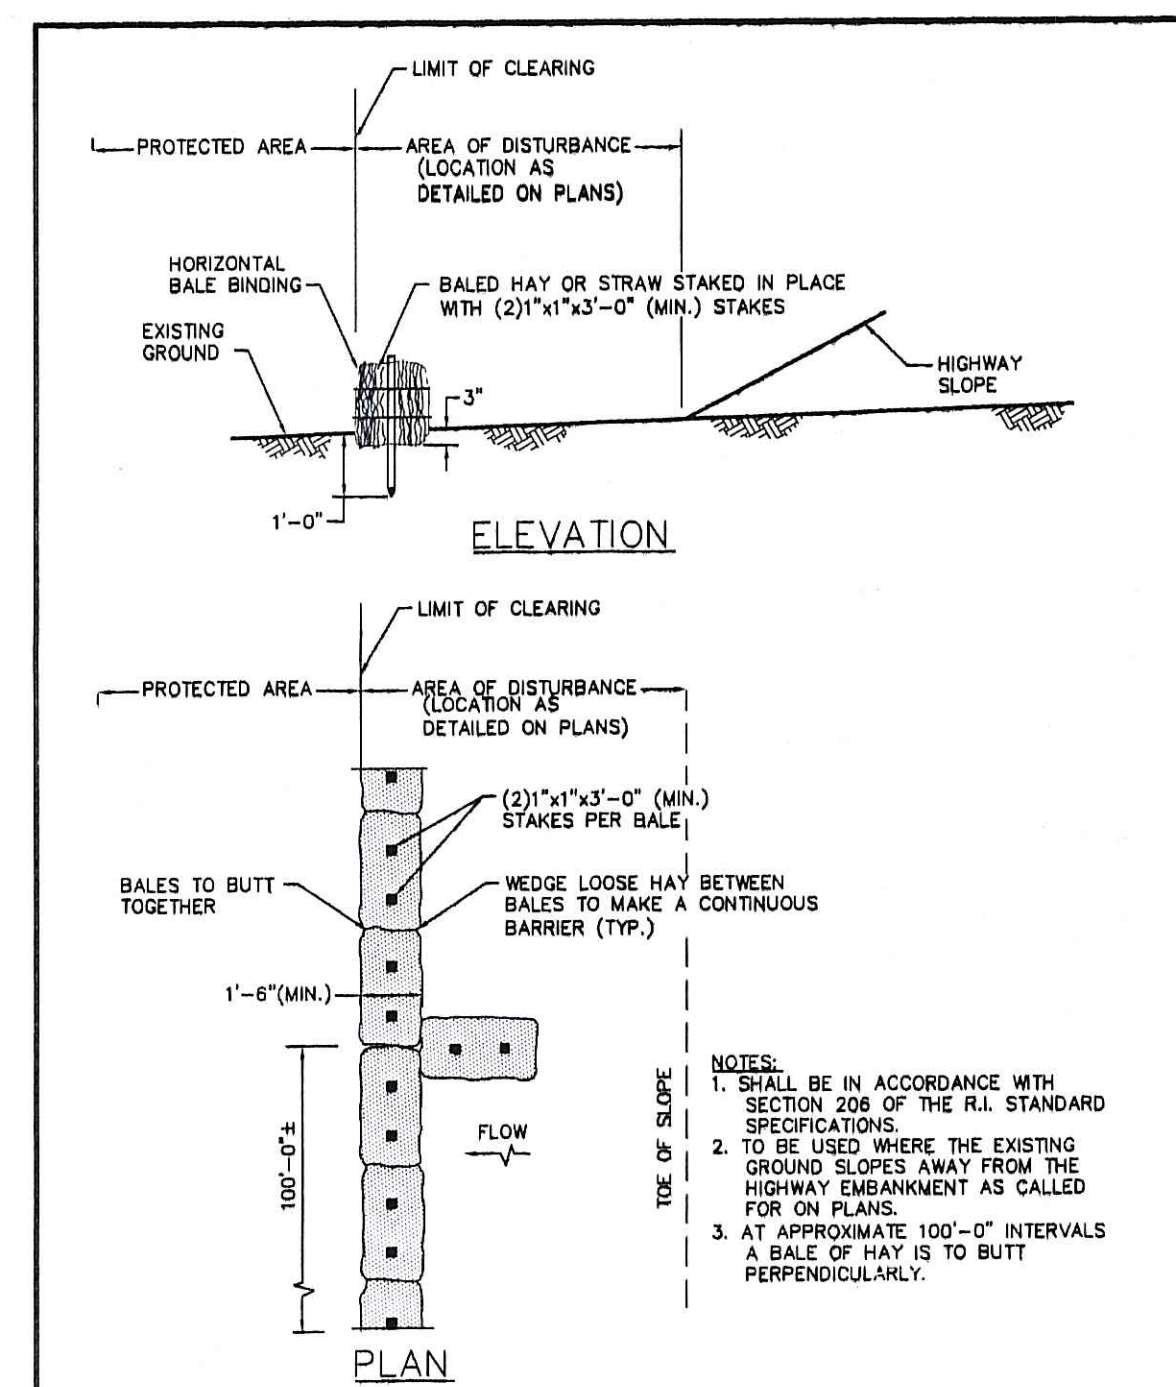 LIMIT OF CLEARING
PROTECTED AREA
AREA OF DISTURBANCE
(LOCATION AS
DETAILED ON PLANS)
HORIZONTAL
BALE BINDING
BALED HAY OR STRAW STAKED IN PLACE
WITH (2)1"x1"x3'-0" (MIN.) STAKES
EXISTING
GROUND
HIGHWAY
SLOPE
3"
1'-0"
ELEVATION
LIMIT OF CLEARING
PROTECTED AREA
AREA OF DISTURBANCE
(LOCATION AS
DETAILED ON PLANS)
(2)1"x1"x3'-0" (MIN.)
STAKES PER BALE
BALES TO BUTT
TOGETHER
WEDGE LOOSE HAY BETWEEN
BALES TO MAKE A CONTINUOUS
BARRIER (TYP.)
1'-6"(MIN.)
100'-0"±
FLOW
TOE OF SLOPE
NOTES:
1. SHALL BE IN ACCORDANCE WITH
SECTION 206 OF THE R.I. STANDARD
SPECIFICATIONS.
2. TO BE USED WHERE THE EXISTING
GROUND SLOPES AWAY FROM THE
HIGHWAY EMBANKMENT AS CALLED
FOR ON PLANS.
3. AT APPROXIMATE 100'-0" INTERVALS
A BALE OF HAY IS TO BUTT
PERPENDICULARLY.
PLAN